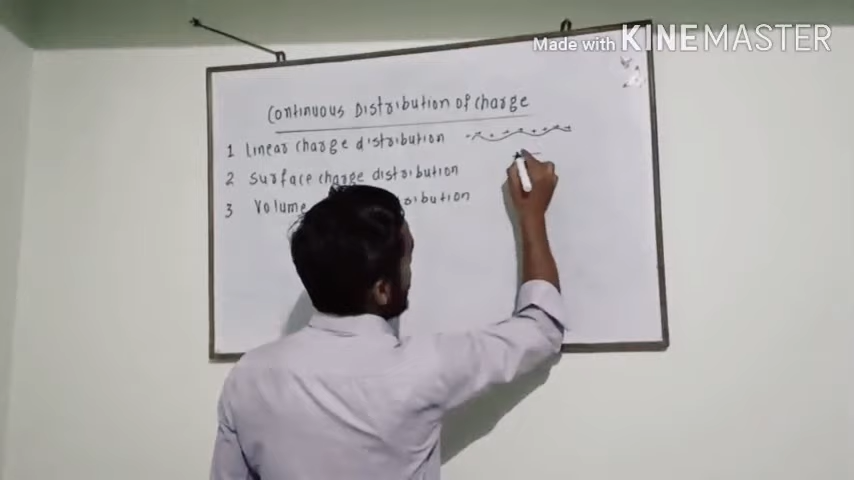 Made with KINEMASTER
Continuous Distribution of charge
1 Linear charge distribution
2 Surface charge distribution
3 Volume